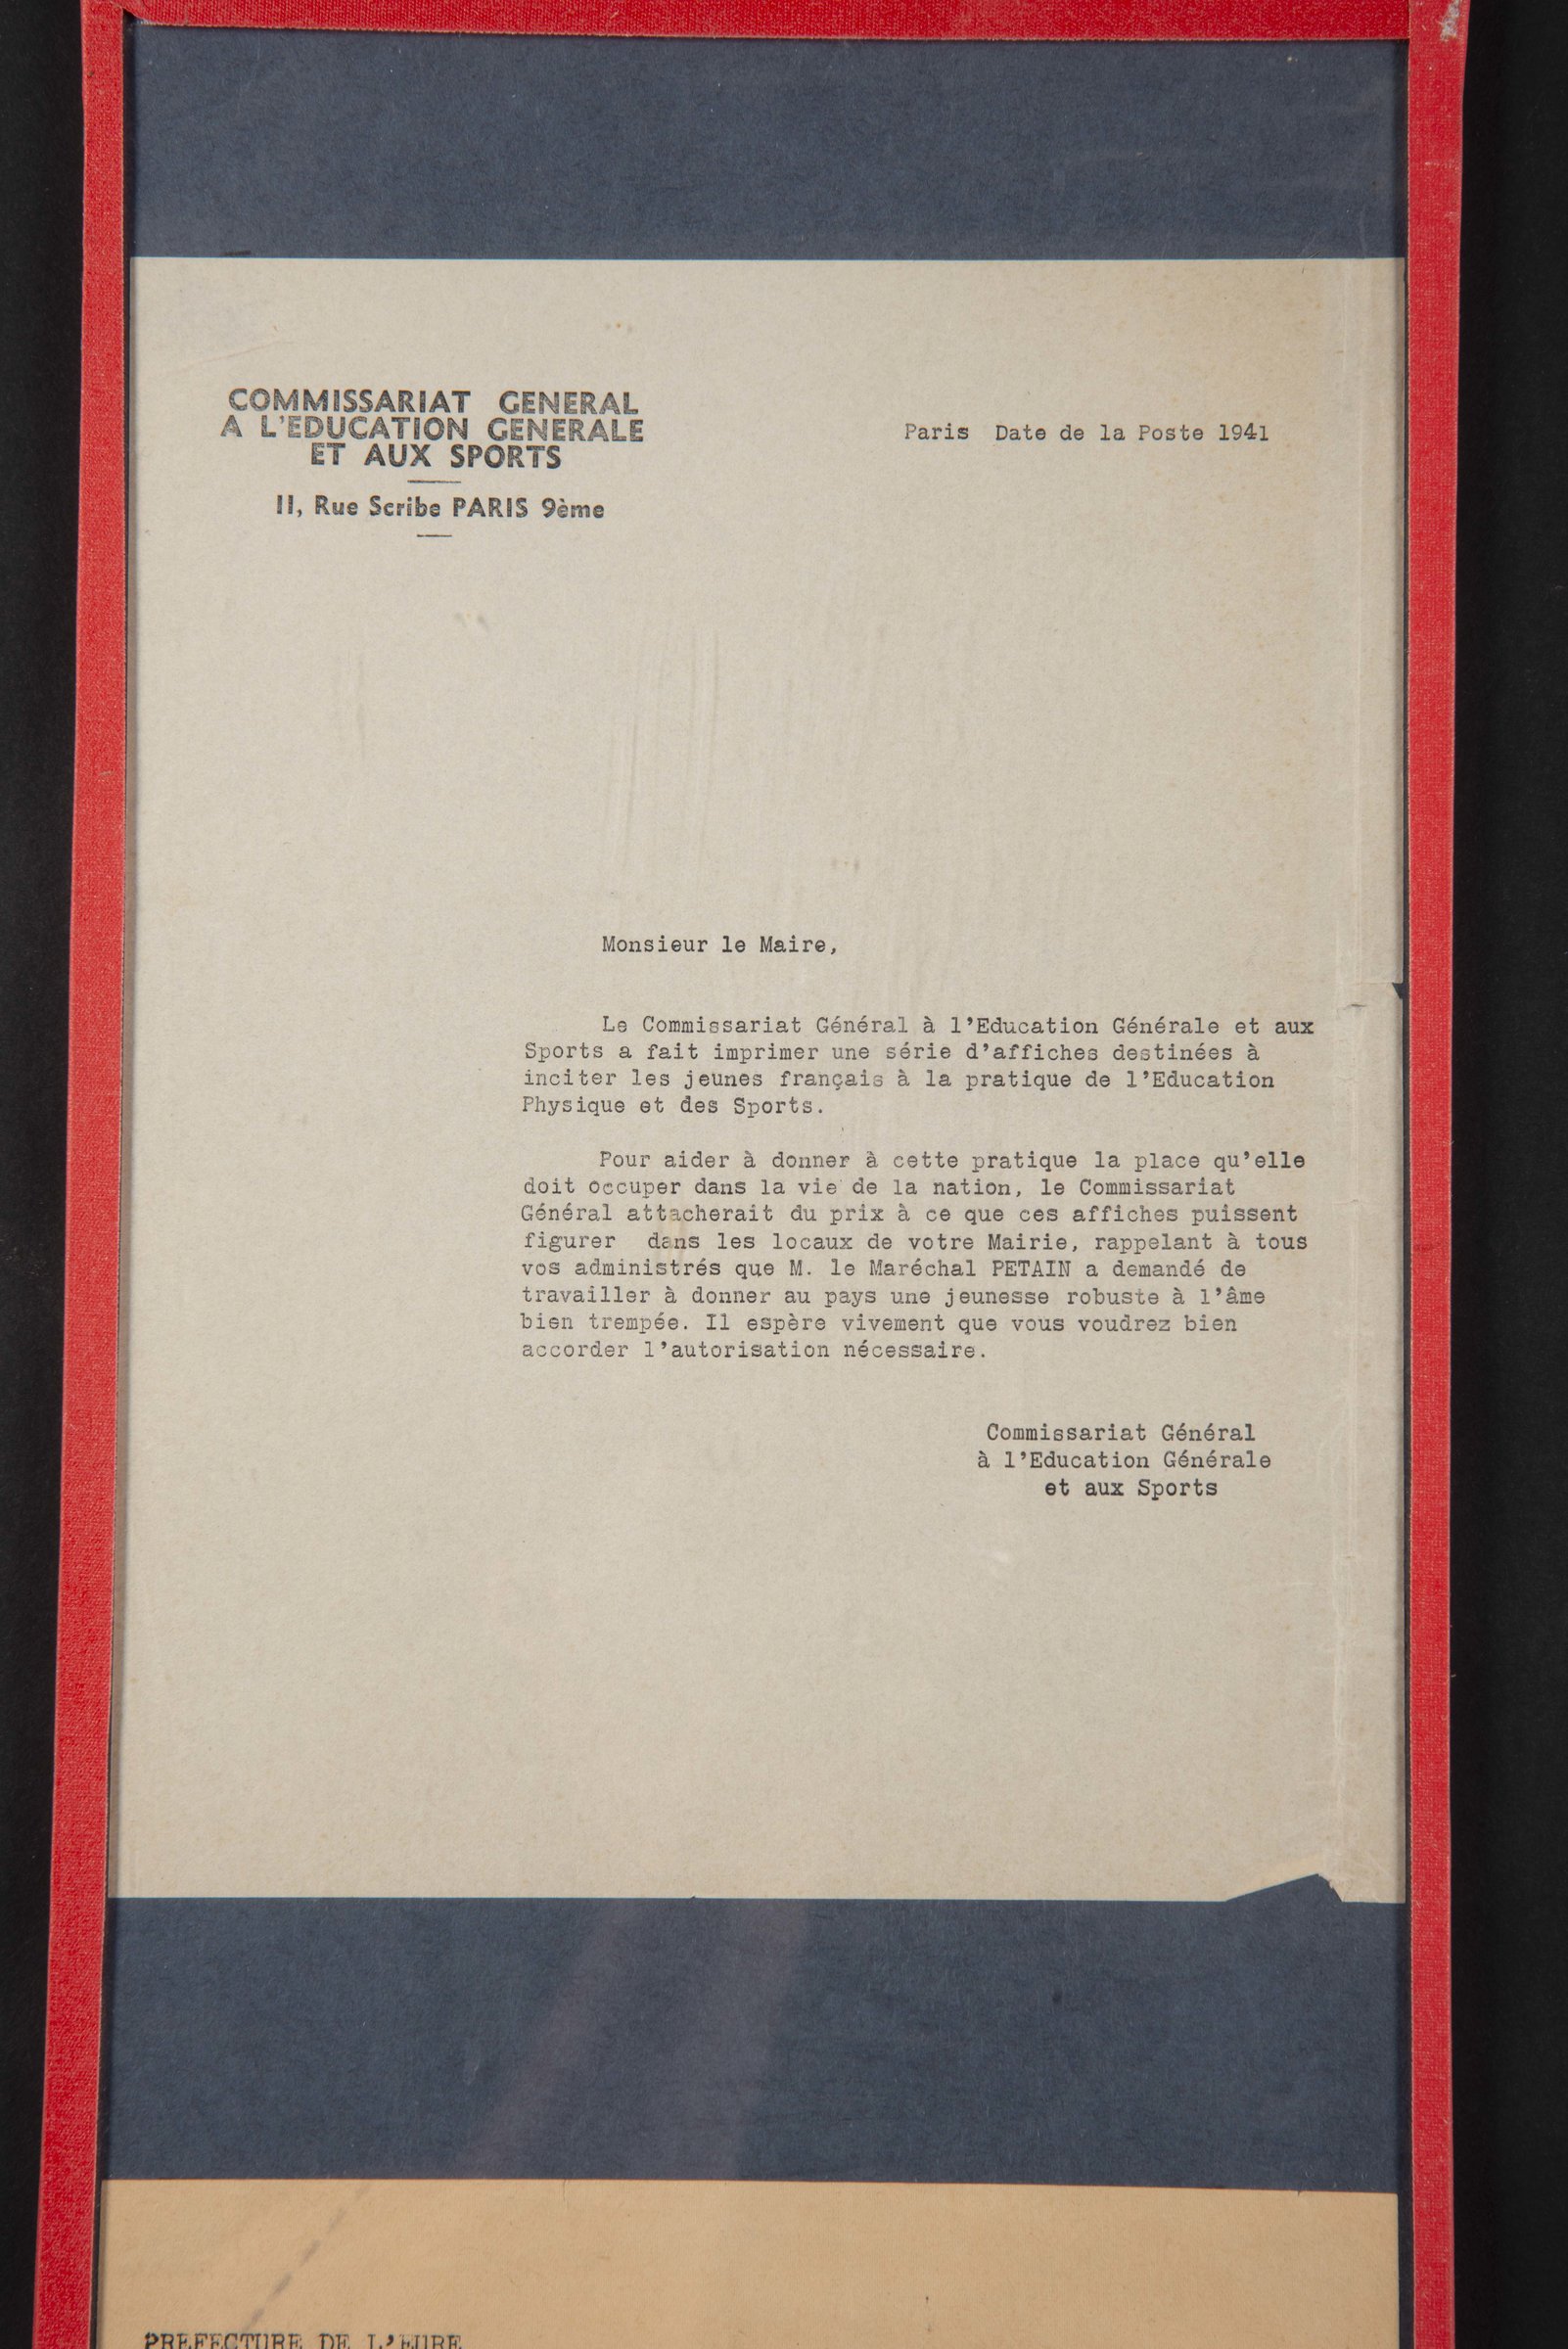 COMMISSARIAT GENERAL
A L'EDUCATION GENERALE
ET AUX SPORTS
11, Rue Scribe PARIS 9ème
Paris Date de la Poste 1941
Monsieur le Maire,
Le Commissariat Général à l'Education Générale et aux
Sports a fait imprimer une série d'affiches destinées à
inciter les jeunes français à la pratique de l'Education
Physique et des Sports.
Pour aider à donner à cette pratique la place qu'elle
doit occuper dans la vie de la nation, le Commissariat
Général attacherait du prix à ce que ces affiches puissent
figurer dans les locaux de votre Mairie, rappelant à tous
vos administrés que M. le Maréchal PETAIN a demandé de
travailler à donner au pays une jeunesse robuste à l'âme
bien trempée. Il espère vivement que vous voudrez bien
accorder l'autorisation nécessaire.
Commissariat Général
à l'Education Générale
et aux Sports
PREFECTURE DE L'EURE